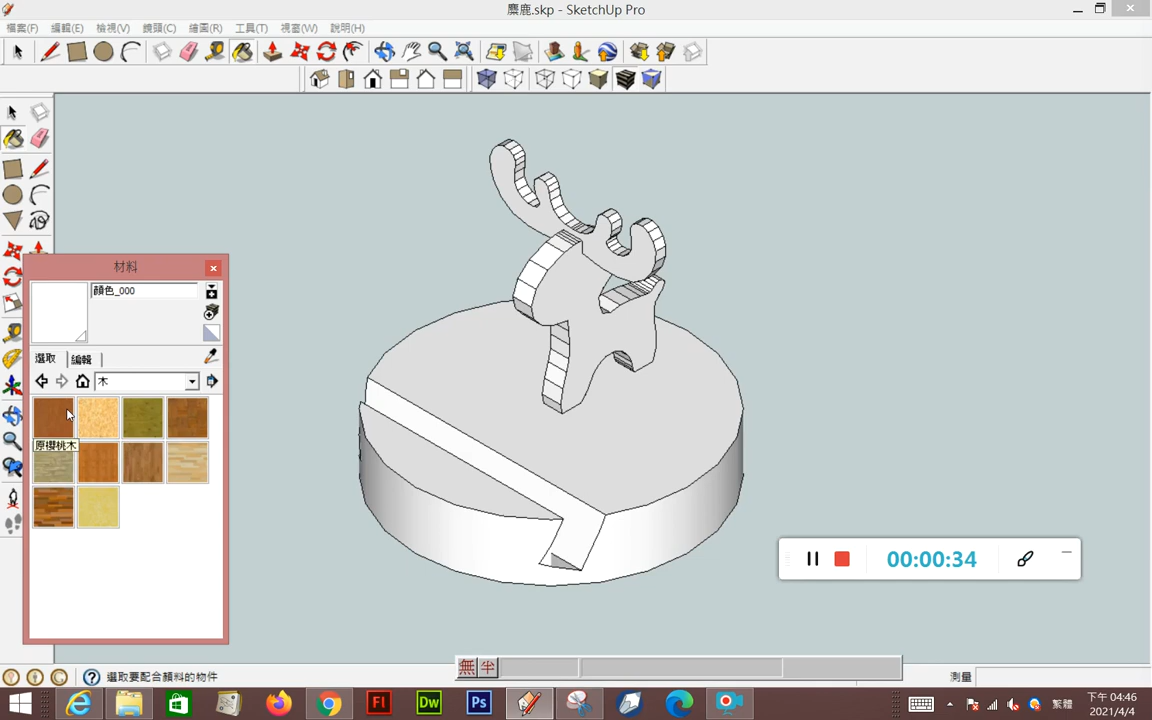 麋鹿.skp - SketchUp Pro
檔案(F) 編輯(E) 檢視(V) 鏡頭(C) 繪圖(R) 工具(T) 視窗(W) 說明(H)
材料
顏色_000
選取 編輯
木
原櫻桃木
00:00:34
無 半
選取要配合顏料的物件
測量
Fl Dw Ps
繁體
下午 04:46
2021/4/4